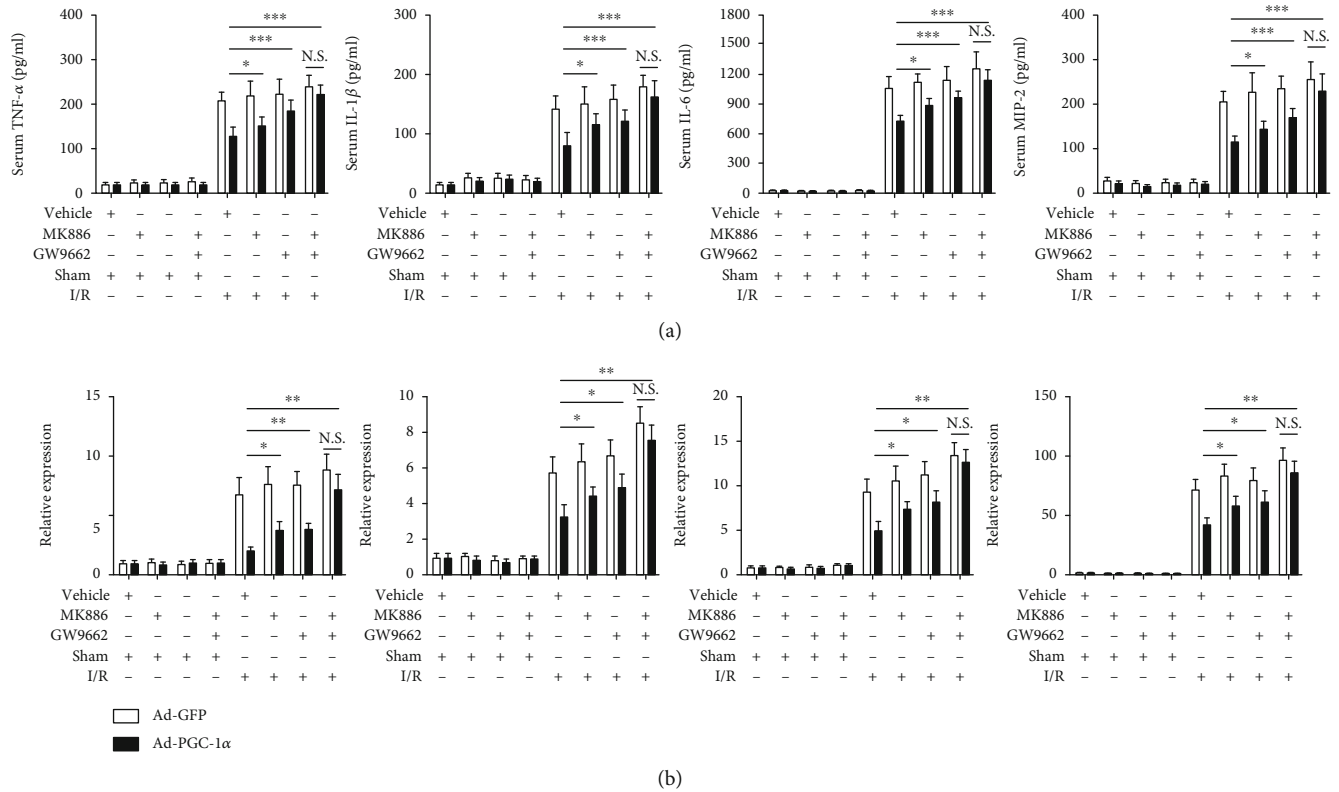 Serum TNF-α (pg/ml)
400
300
200
100
0
***
***
*
N.S.
Vehicle + − − − + − − −
MK886 − + − − − + − +
GW9662 − − − + − − + +
Sham + + + + − − − −
I/R − − − − + + + +
Serum IL-1β (pg/ml)
300
200
100
0
***
***
*
N.S.
Vehicle + − − − + − − −
MK886 − + − − − + − +
GW9662 − − − + − − + +
Sham + + + + − − − −
I/R − − − − + + + +
Serum IL-6 (pg/ml)
1800
1500
1200
900
600
300
0
***
***
*
N.S.
Vehicle + − − − + − − −
MK886 − + − − − + − +
GW9662 − − − + − − + +
Sham + + + + − − − −
I/R − − − − + + + +
Serum MIP-2 (pg/ml)
400
300
200
100
0
***
***
*
N.S.
Vehicle + − − − + − − −
MK886 − + − − − + − +
GW9662 − − − + − − + +
Sham + + + + − − − −
I/R − − − − + + + +
(a)
Relative expression
15
10
5
0
**
**
*
N.S.
Vehicle + − − − + − − −
MK886 − + − − − + − +
GW9662 − − + + − − + +
Sham + + + + − − − −
I/R − − − − + + + +
Relative expression
10
8
6
4
2
0
**
*
*
N.S.
Vehicle + − − − + − − −
MK886 − + − − − + − +
GW9662 − − + + − − + +
Sham + + + + − − − −
I/R − − − − + + + +
Relative expression
20
15
10
5
0
**
*
*
N.S.
Vehicle + − − − + − − −
MK886 − + − − − + − +
GW9662 − − + + − − + +
Sham + + + + − − − −
I/R − − − − + + + +
Relative expression
150
100
50
0
**
*
*
N.S.
Vehicle + − − − + − − −
MK886 − + − − − + − +
GW9662 − − + + − − + +
Sham + + + + − − − −
I/R − − − − + + + +
Ad-GFP
Ad-PGC-1α
(b)